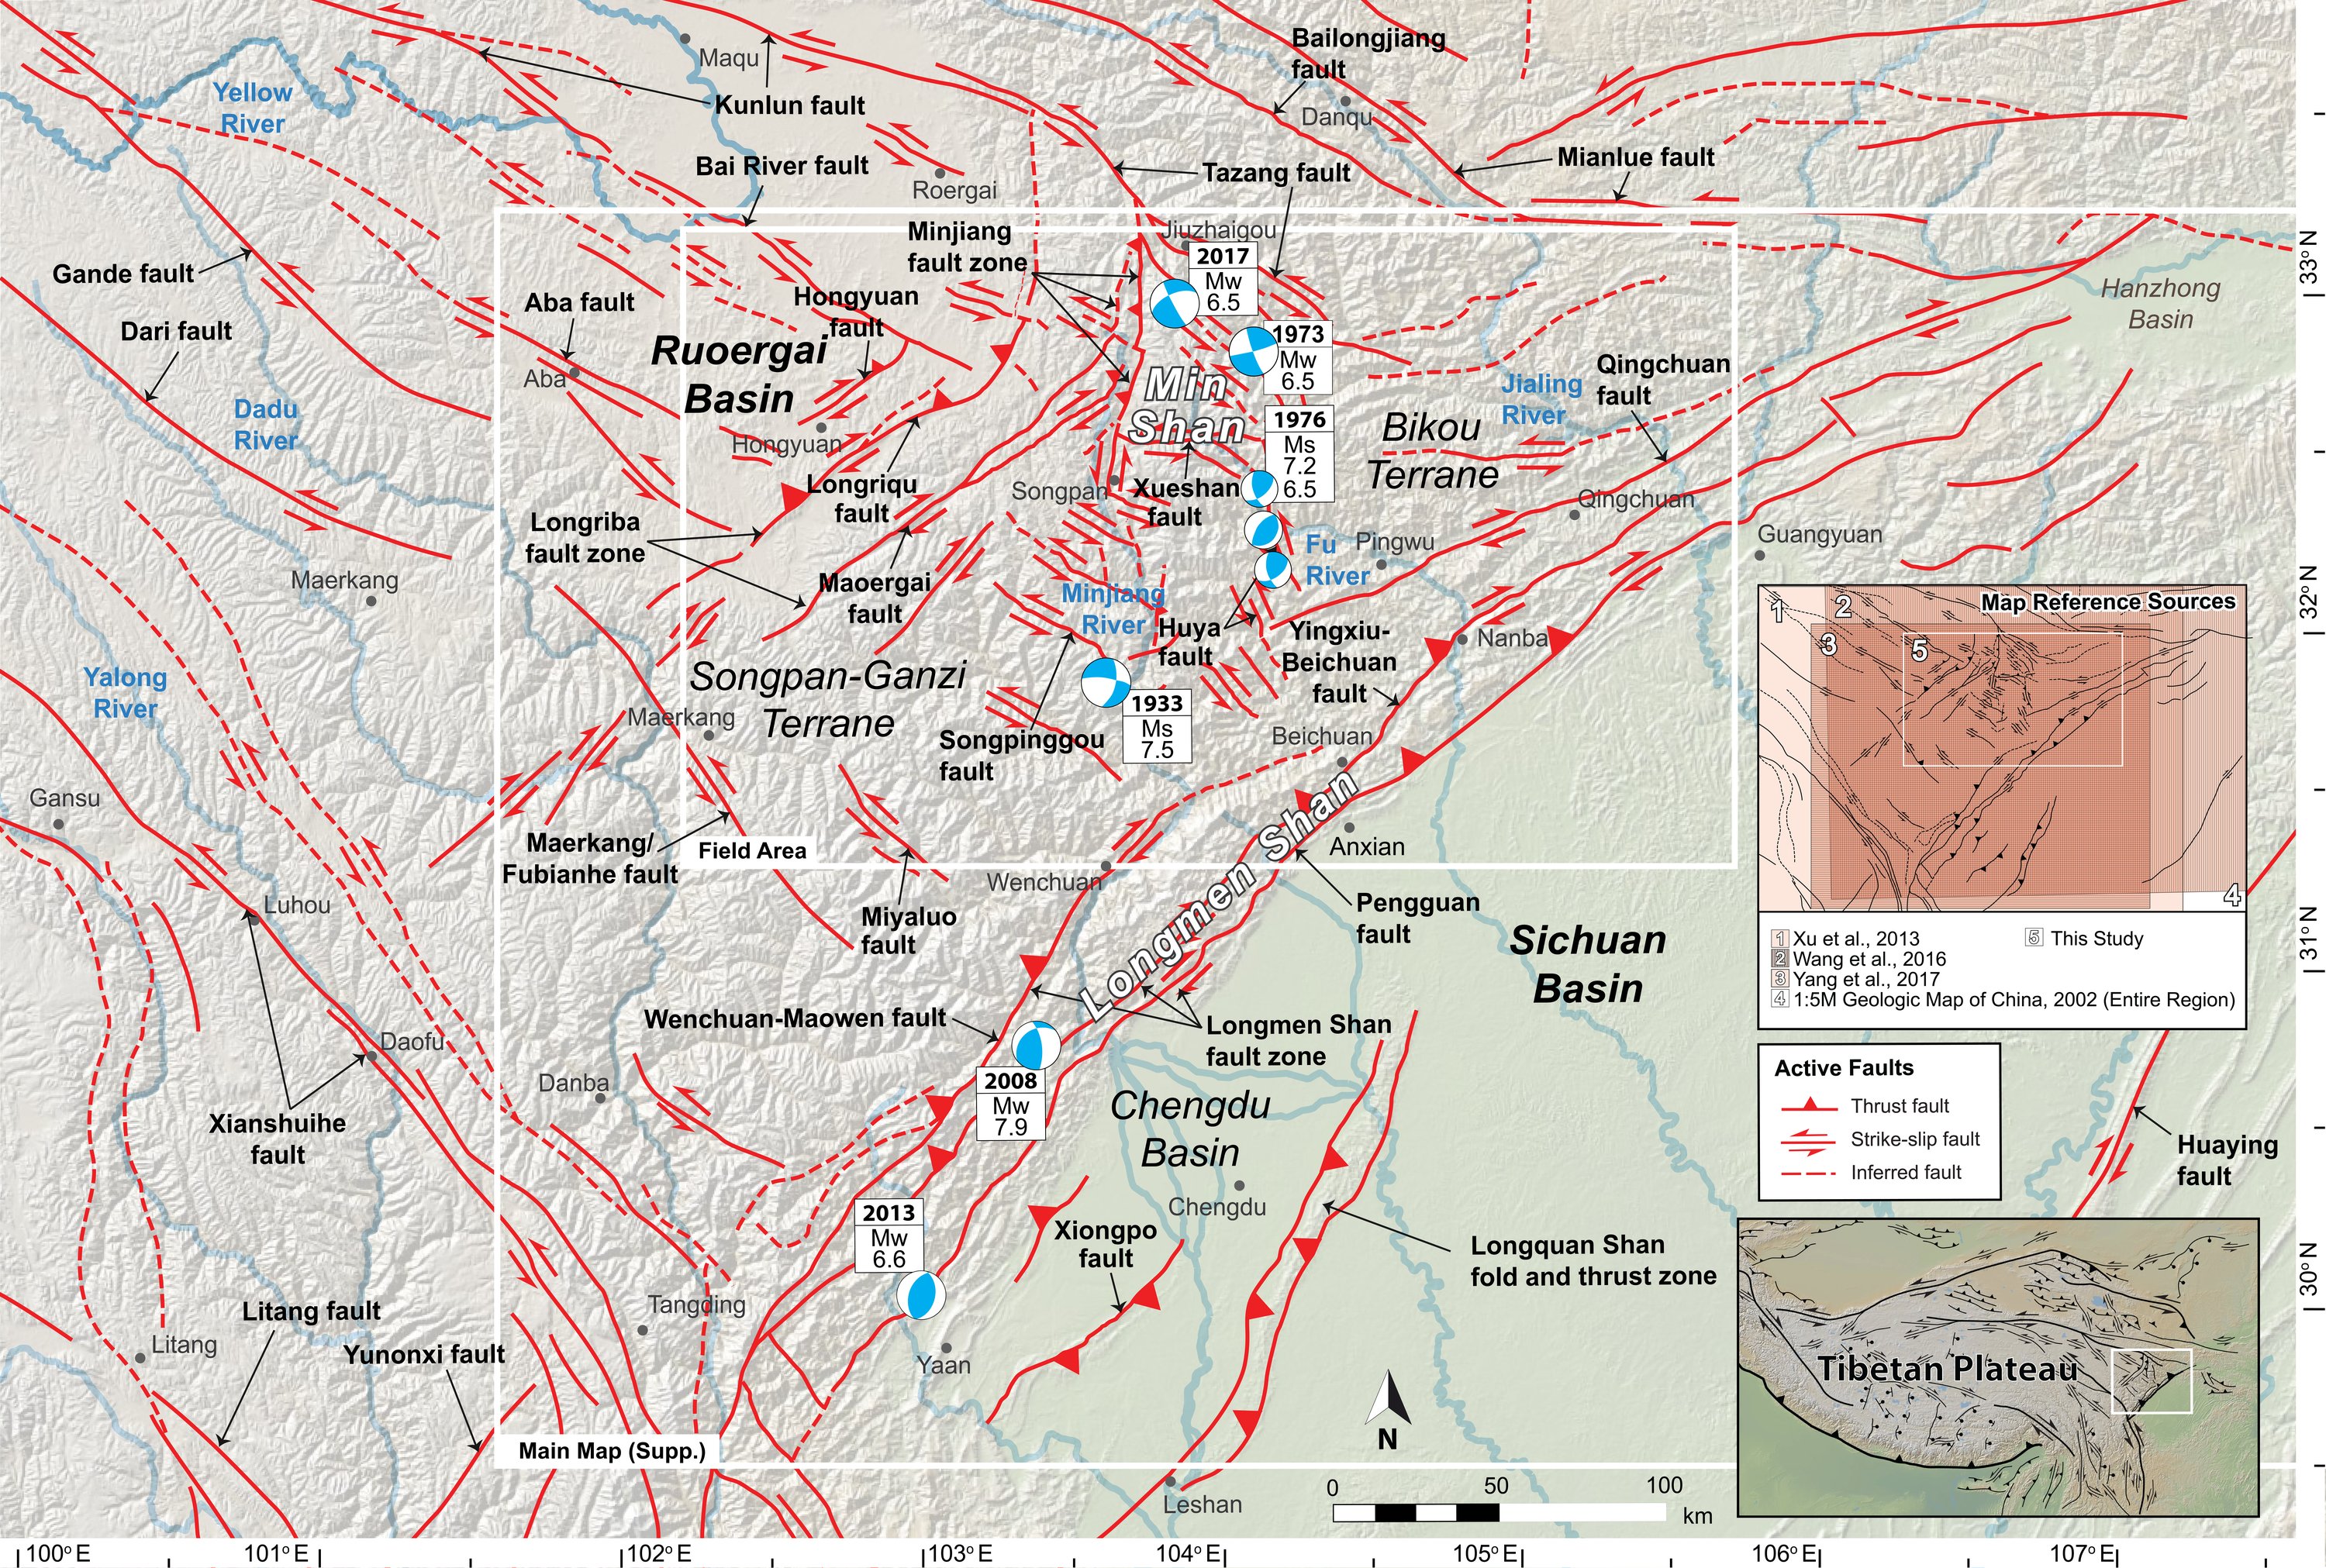 Bailongjiang
fault
Maqu
Yellow
River
Kunlun fault
Danqu
Bai River fault
Roergai
Tazang fault
Mianlue fault
Minjiang
fault zone
Jiuzhaigou
Gande fault
2017
Mw
6.5
33° N
Hanzhong
Basin
Aba fault
Hongyuan
fault
Dari fault
Ruoergai
Basin
1973
Mw
6.5
Aba
Qingchuan
fault
Min
Shan
Jialing
River
Dadu
River
Hongyuan
1976
Ms
7.2
6.5
Bikou
Terrane
Longriqu
fault
Songpan
Xueshan
fault
Qingchuan
Longriba
fault zone
Fu
River
Pingwu
Guangyuan
Maerkang
Maoergai
fault
Minjiang
River
32° N
Huya
fault
Yingxiu-
Beichuan
fault
Nanba
Map Reference Sources
1
2
3
5
4
1 Xu et al., 2013
2 Wang et al., 2016
3 Yang et al., 2017
4 1:5M Geologic Map of China, 2002 (Entire Region)
5 This Study
Yalong
River
Songpan-Ganzi
Terrane
Maerkang
1933
Ms
7.5
Songpinggou
fault
Beichuan
Gansu
Maerkang/
Fubianhe fault
Field Area
Anxian
Wenchuan
Longmen Shan
Luhou
Miyaluo
fault
Pengguan
fault
Sichuan
Basin
31° N
Wenchuan-Maowen fault
Longmen Shan
fault zone
Daofu
Danba
2008
Mw
7.9
Chengdu
Basin
Active Faults
Thrust fault
Strike-slip fault
Inferred fault
Xianshuihe
fault
Huaying
fault
Chengdu
2013
Mw
6.6
Xiongpo
fault
Longquan Shan
fold and thrust zone
30° N
Tangding
Litang fault
Litang
Yunonxi fault
Yaan
Tibetan Plateau
N
Main Map (Supp.)
Leshan
0
50
100
km
100° E
101° E
102° E
103° E
104° E
105° E
106° E
107° E